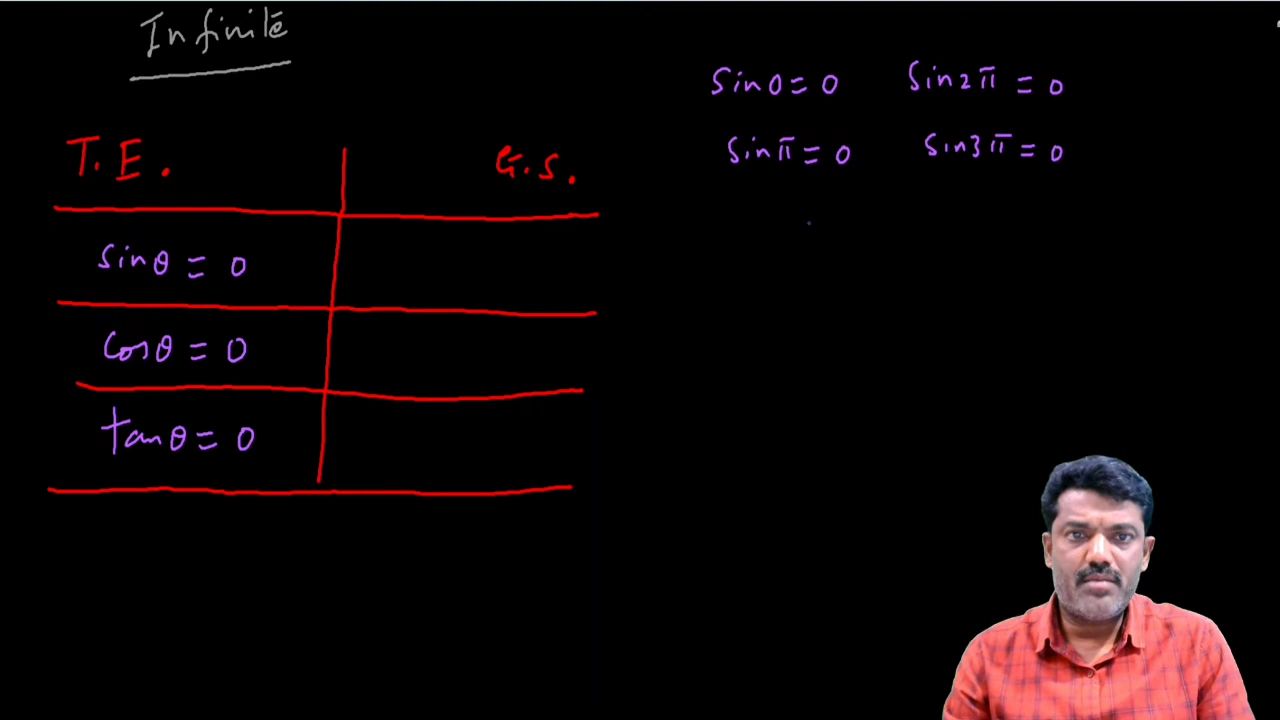 Infinite
T.E. G.S.
sinθ = 0
cosθ = 0
tanθ = 0
sin0 = 0 sin2π = 0
sinπ = 0 sin3π = 0